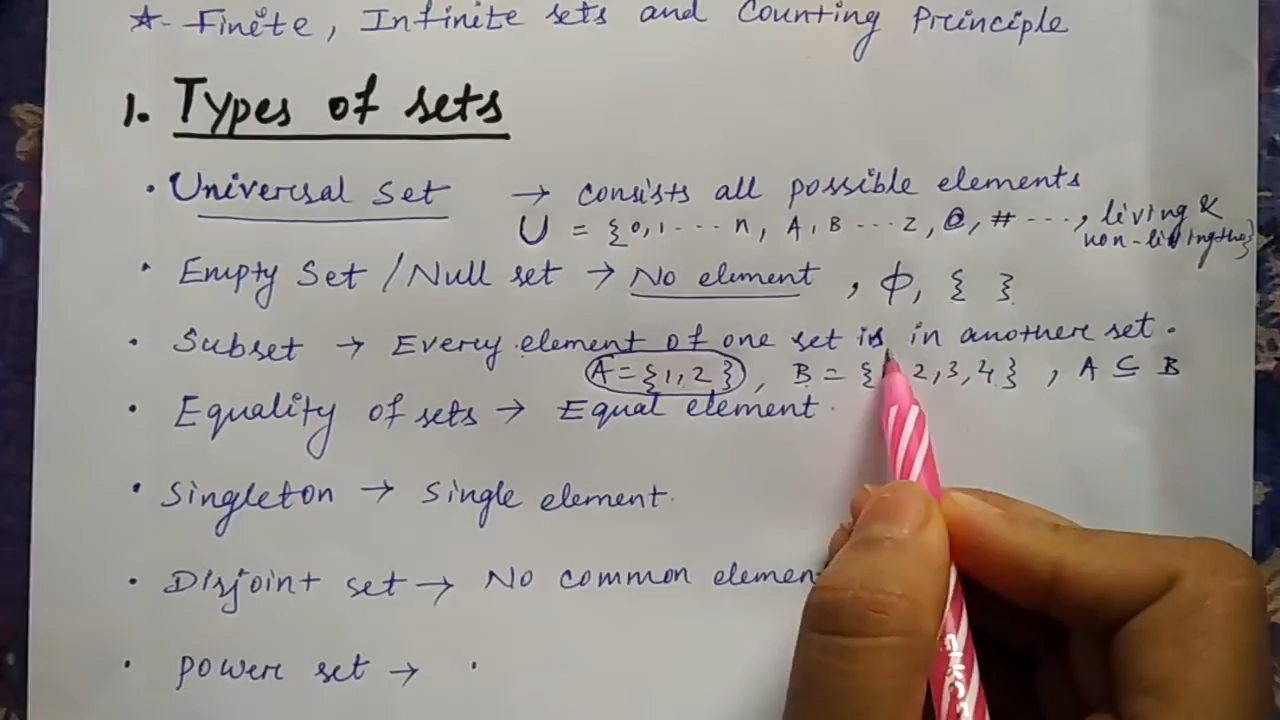 ☆- Finite, Infinite sets and Counting Principle
1. Types of sets
• Universal Set → consists all possible elements
U = {0,1 --- n, A, B --- Z, @, # ---, living &
non-living
• Empty Set / Null set → No element , ϕ, { }
• Subset → Every element of one set is in another set.
A = {1,2} , B = { 2,3,4} , A ⊆ B
• Equality of sets → Equal element.
• Singleton → Single element.
• Disjoint set → No common elemen
• Power set → •